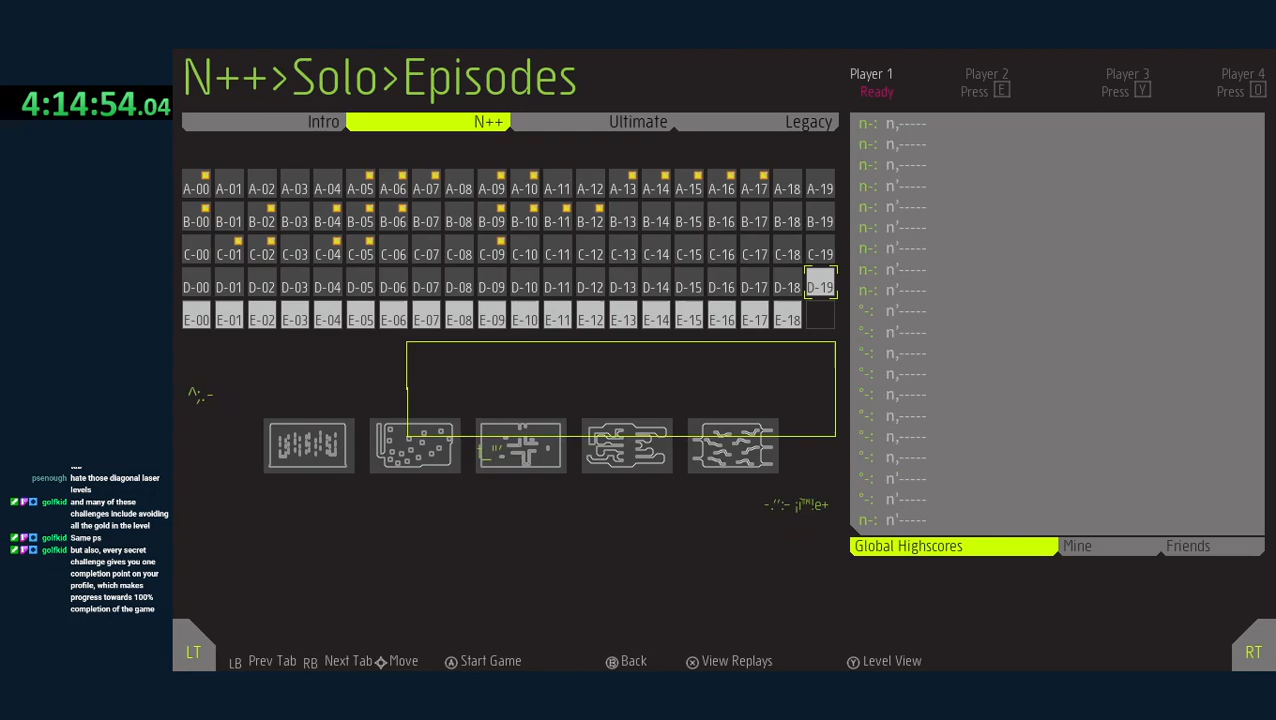 N++>Solo>Episodes
Player 1
Ready
Player 2
Press E
Player 3
Press Y
Player 4
Press O
4:14:54.04
Intro
N++
Ultimate
Legacy
A-00 A-01 A-02 A-03 A-04 A-05 A-06 A-07 A-08 A-09 A-10 A-11 A-12 A-13 A-14 A-15 A-16 A-17 A-18 A-19
B-00 B-01 B-02 B-03 B-04 B-05 B-06 B-07 B-08 B-09 B-10 B-11 B-12 B-13 B-14 B-15 B-16 B-17 B-18 B-19
C-00 C-01 C-02 C-03 C-04 C-05 C-06 C-07 C-08 C-09 C-10 C-11 C-12 C-13 C-14 C-15 C-16 C-17 C-18 C-19
D-00 D-01 D-02 D-03 D-04 D-05 D-06 D-07 D-08 D-09 D-10 D-11 D-12 D-13 D-14 D-15 D-16 D-17 D-18 D-19
E-00 E-01 E-02 E-03 E-04 E-05 E-06 E-07 E-08 E-09 E-10 E-11 E-12 E-13 E-14 E-15 E-16 E-17 E-18
n-: n,-----
n-: n,-----
n-: n,-----
n-: n'-----
n-: n'-----
n-: n'-----
n-: n'-----
n-: n'-----
n-: n'-----
°-: n'-----
°-: n'-----
°-: n'-----
°-: n'-----
°-: n'-----
°-: n'-----
°-: n'-----
°-: n'-----
°-: n'-----
°-: n'-----
n-: n'-----
Global Highscores
Mine
Friends
psenough hate those diagonal laser
levels
golfkid and many of those
challenges include avoiding
all the gold in the level
golfkid Same ps
golfkid but also, every secret
challenge gives you one
completion point on your
profile, which makes
progress towards 100%
completion of the game
LT
LB Prev Tab
RB Next Tab
Move
A Start Game
B Back
X View Replays
Y Level View
RT